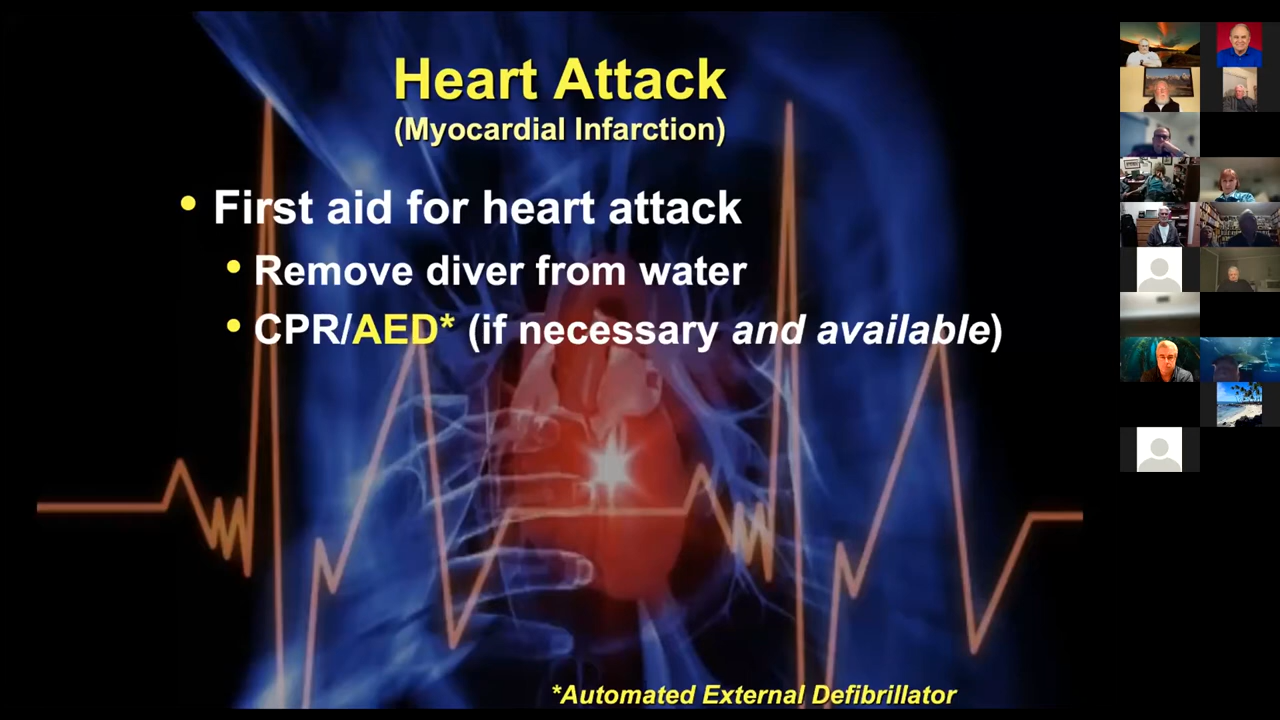 Heart Attack
(Myocardial Infarction)
• First aid for heart attack
• Remove diver from water
• CPR/AED* (if necessary and available)
*Automated External Defibrillator